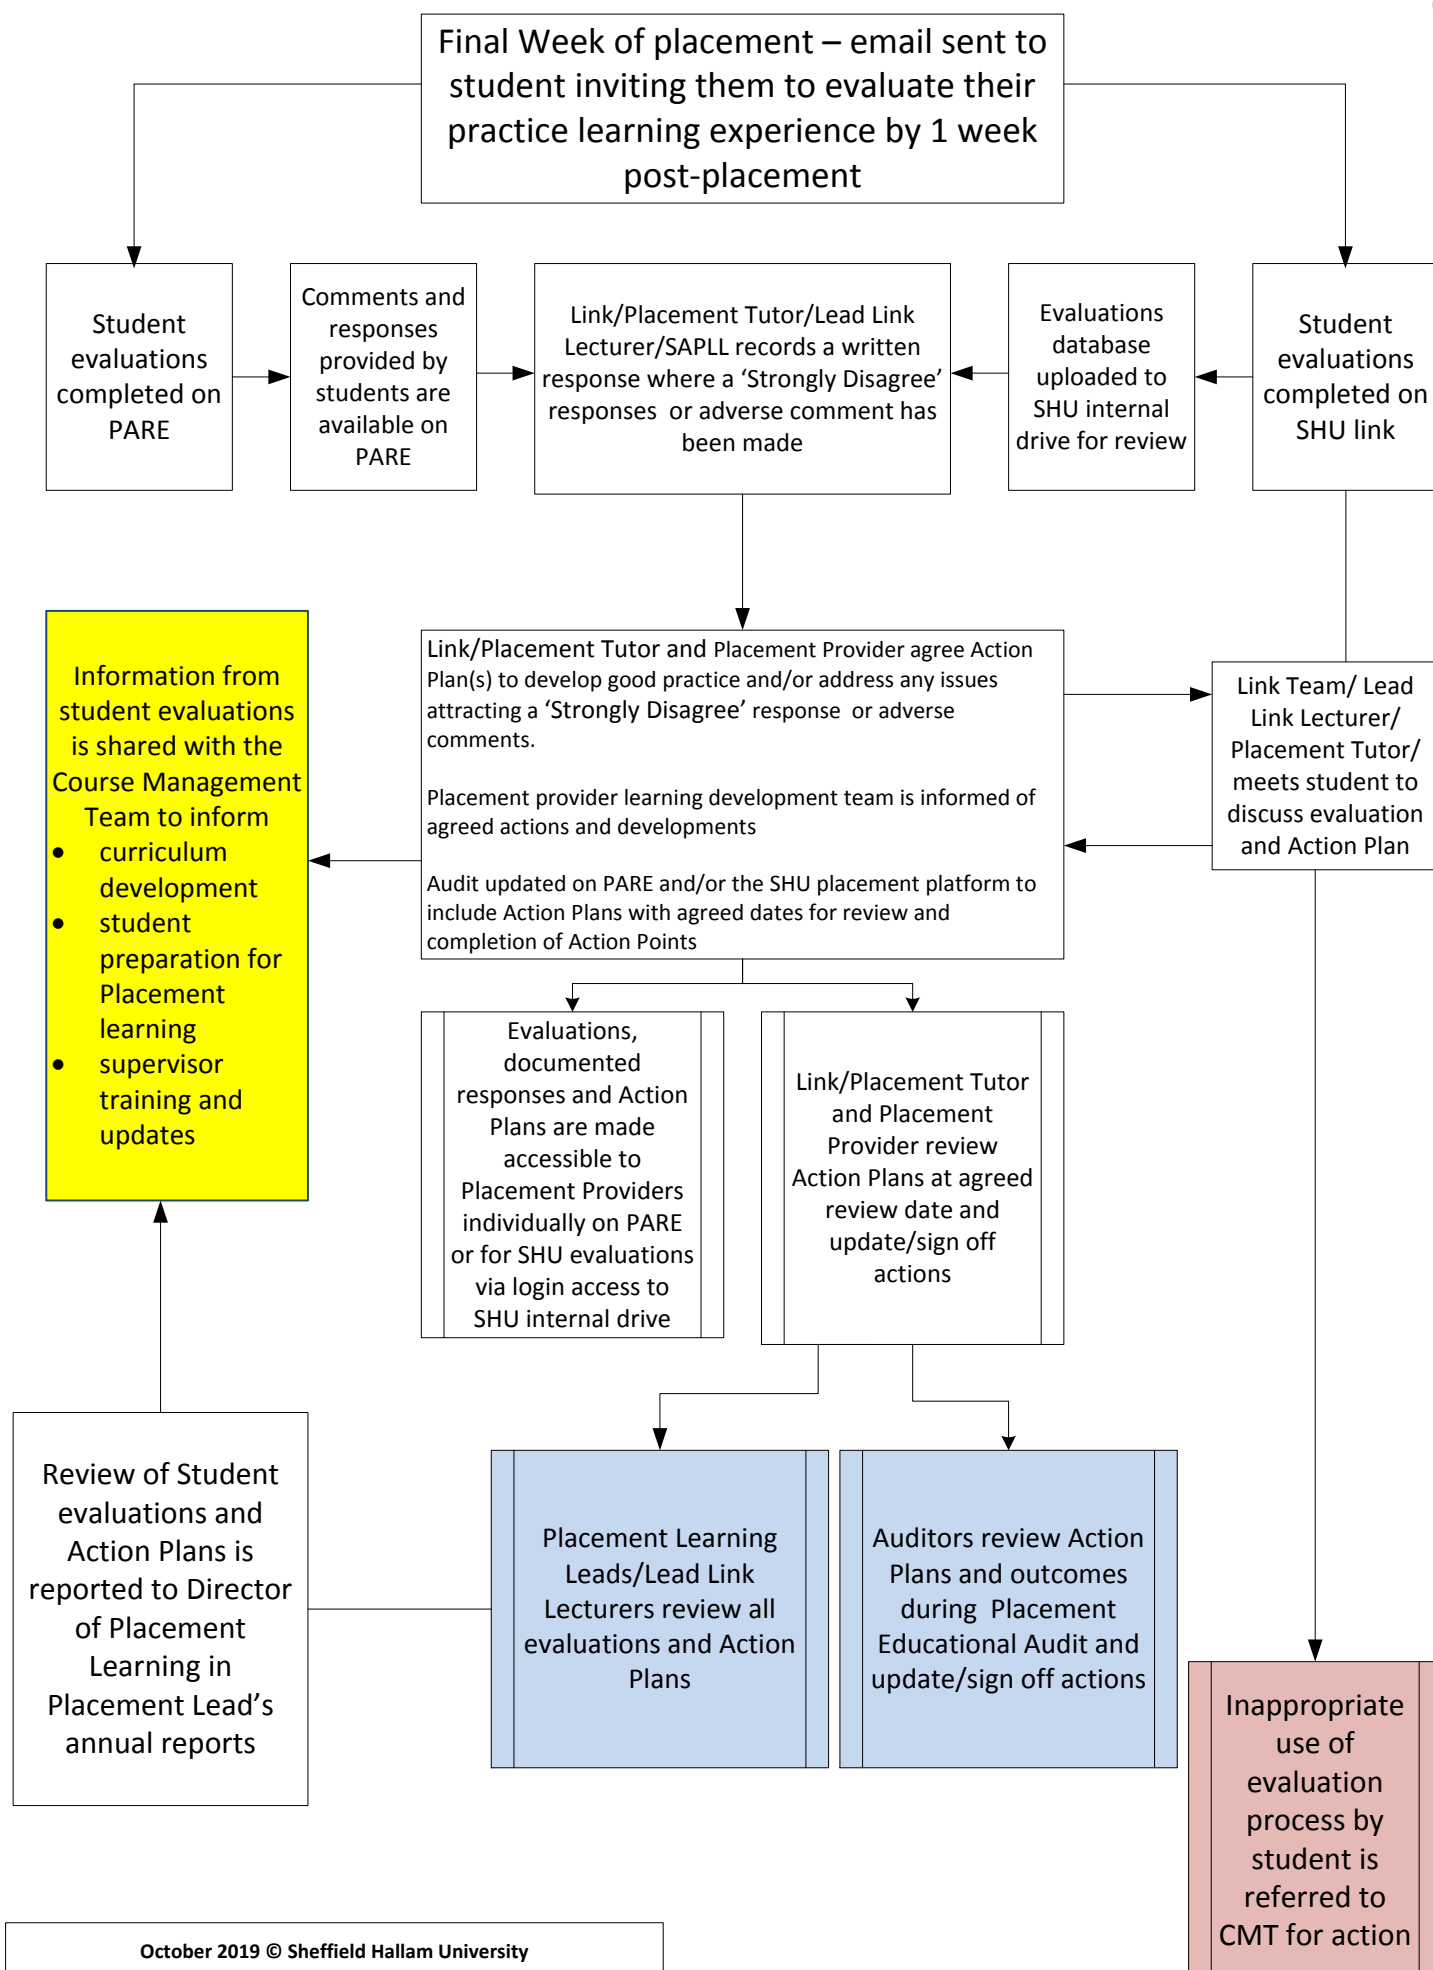 Final Week of placement – email sent to
student inviting them to evaluate their
practice learning experience by 1 week
post-placement
Student
evaluations
completed on
PARE
Comments and
responses
provided by
students are
available on
PARE
Link/Placement Tutor/Lead Link
Lecturer/SAPLL records a written
response where a ‘Strongly Disagree’
responses or adverse comment has
been made
Evaluations
database
uploaded to
SHU internal
drive for review
Student
evaluations
completed on
SHU link
Information from
student evaluations
is shared with the
Course Management
Team to inform
• curriculum
development
• student
preparation for
Placement
learning
• supervisor
training and
updates
Link/Placement Tutor and Placement Provider agree Action
Plan(s) to develop good practice and/or address any issues
attracting a ‘Strongly Disagree’ response or adverse
comments.
Placement provider learning development team is informed of
agreed actions and developments
Audit updated on PARE and/or the SHU placement platform to
include Action Plans with agreed dates for review and
completion of Action Points
Link Team/ Lead
Link Lecturer/
Placement Tutor/
meets student to
discuss evaluation
and Action Plan
Evaluations,
documented
responses and Action
Plans are made
accessible to
Placement Providers
individually on PARE
or for SHU evaluations
via login access to
SHU internal drive
Link/Placement Tutor
and Placement
Provider review
Action Plans at agreed
review date and
update/sign off
actions
Review of Student
evaluations and
Action Plans is
reported to Director
of Placement
Learning in
Placement Lead’s
annual reports
Placement Learning
Leads/Lead Link
Lecturers review all
evaluations and Action
Plans
Auditors review Action
Plans and outcomes
during Placement
Educational Audit and
update/sign off actions
Inappropriate
use of
evaluation
process by
student is
referred to
CMT for action
October 2019 © Sheffield Hallam University